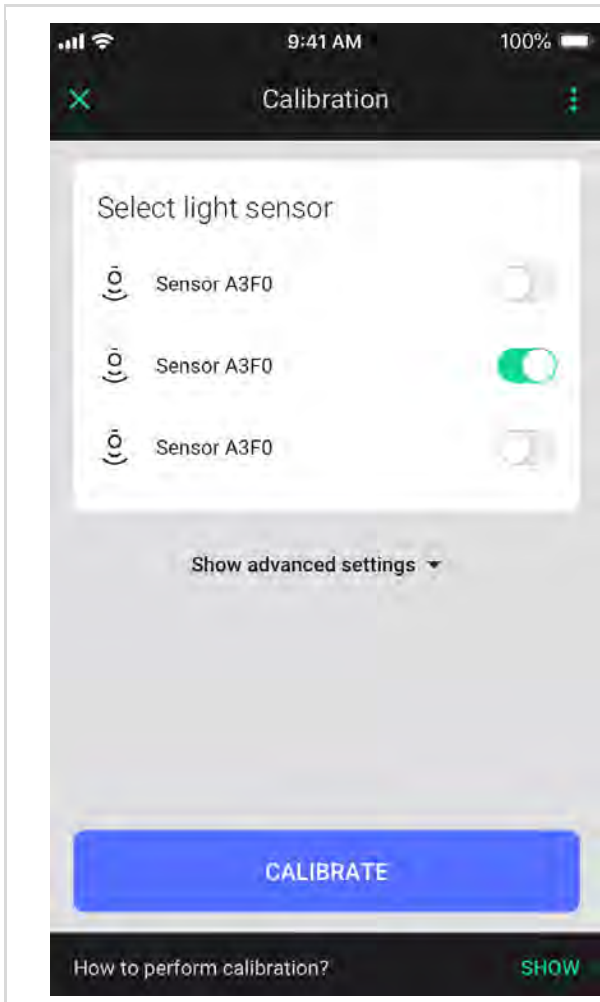 9:41 AM 100%
Calibration
Select light sensor
Sensor A3F0
Sensor A3F0
Sensor A3F0
Show advanced settings
CALIBRATE
How to perform calibration? SHOW